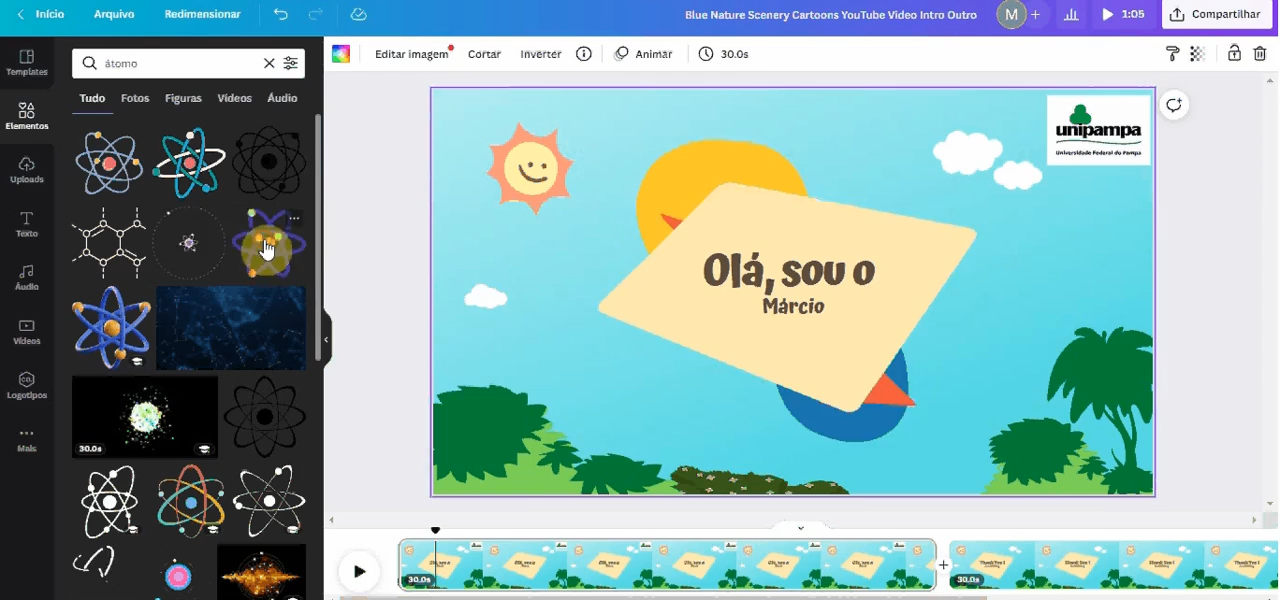 Início Arquivo Redimensionar Blue Nature Scenery Cartoons YouTube Video Intro Outro M + 1:05 Compartilhar
Templates
Elementos
Uploads
Texto
Áudio
Vídeos
CO.
Logotipos
Mais
átomo
Tudo Fotos Figuras Vídeos Áudio
30.0s
Editar imagem Cortar Inverter Animar 30.0s
unipampa
Universidade Federal do Pampa
Olá, sou o
Márcio
30.0s
30.0s